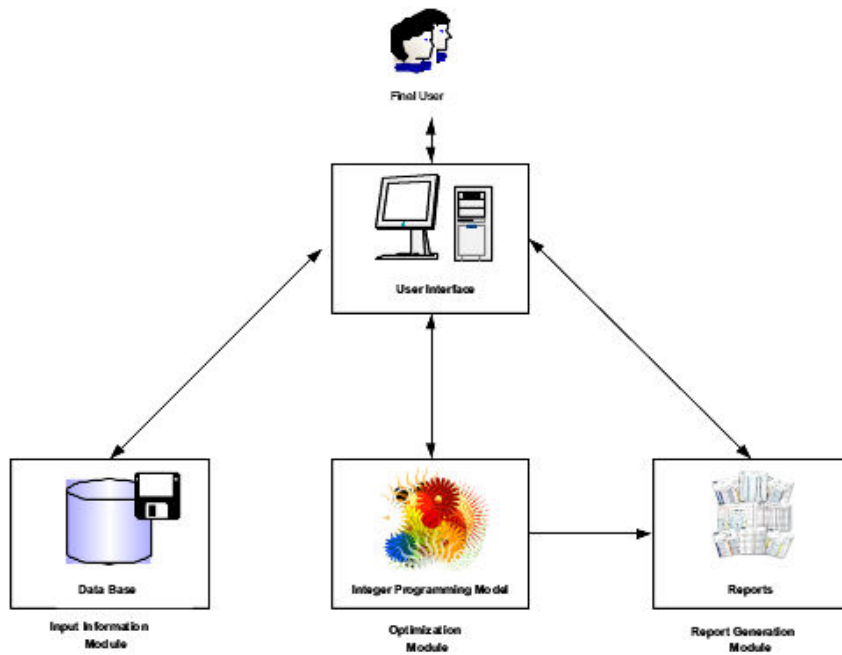 Final User
User Interface
Data Base
Integer Programming Model
Reports
Input Information
Module
Optimization
Module
Report Generation
Module